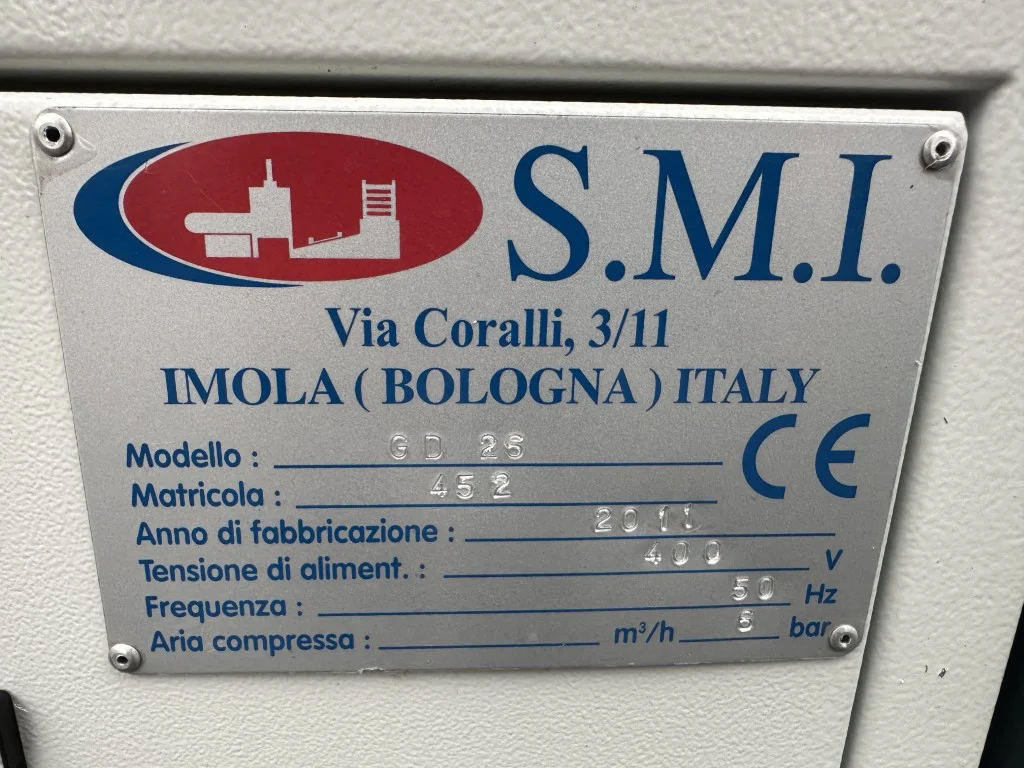 S.M.I.
Via Coralli, 3/11
IMOLA ( BOLOGNA ) ITALY
CE
Modello : GD 26
Matricola : 452
Anno di fabbricazione : 2011
Tensione di aliment. : 400 V
Frequenza : 50 Hz
Aria compressa : m³/h 6 bar